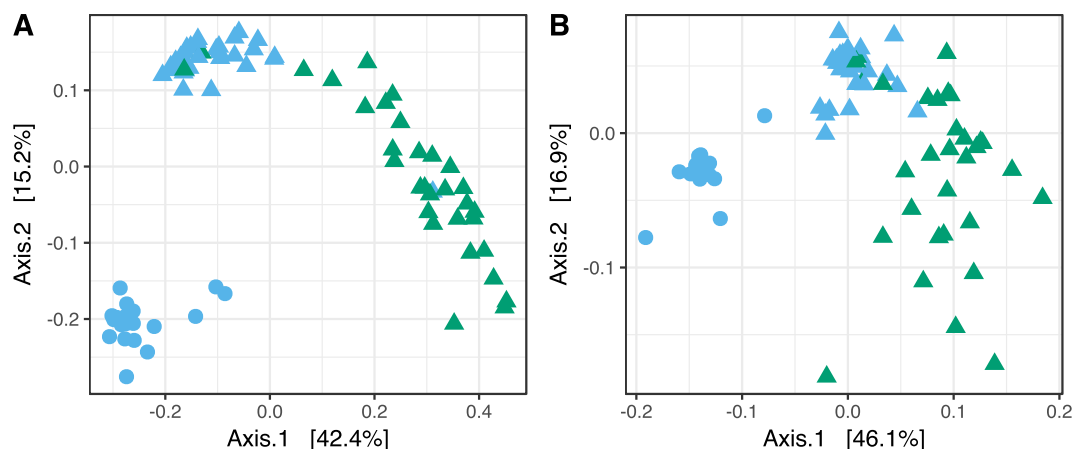 A
B
0.1
0.0
-0.1
-0.2
Axis.2 [15.2%]
-0.2 0.0 0.2 0.4
Axis.1 [42.4%]
0.0
-0.1
Axis.2 [16.9%]
-0.2 -0.1 0.0 0.1 0.2
Axis.1 [46.1%]